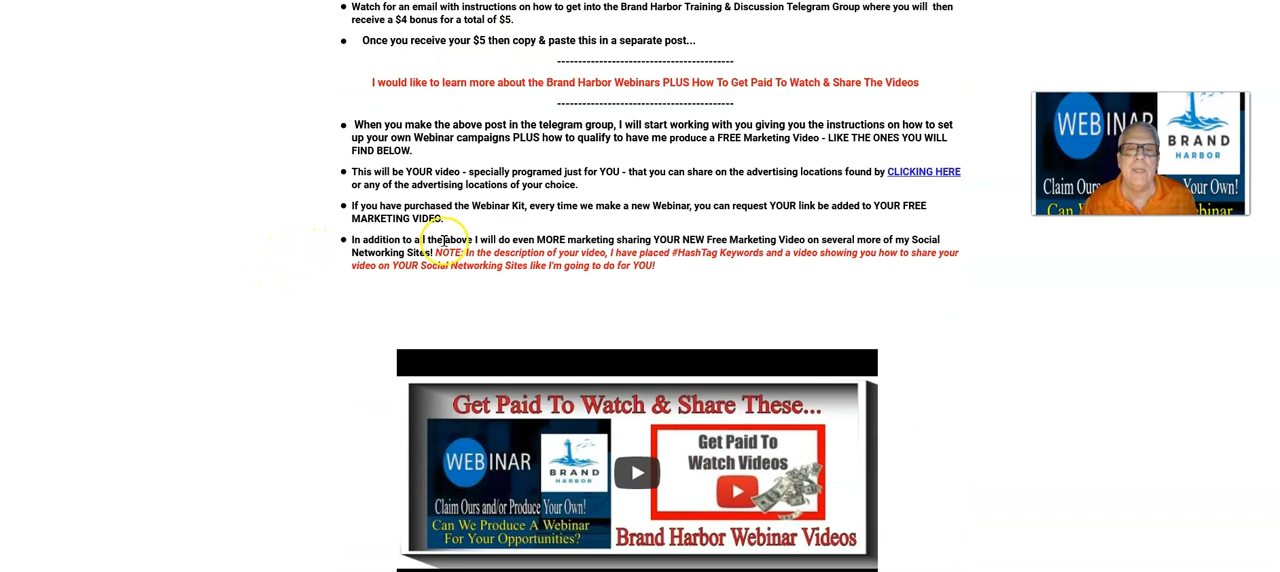 Watch for an email with instructions on how to get into the Brand Harbor Training & Discussion Telegram Group where you will then
receive a $4 bonus for a total of $5.
Once you receive your $5 then copy & paste this in a separate post...
------------------------------------------
I would like to learn more about the Brand Harbor Webinars PLUS How To Get Paid To Watch & Share The Videos
------------------------------------------
When you make the above post in the telegram group, I will start working with you giving you the instructions on how to set
up your own Webinar campaigns PLUS how to qualify to have me produce a FREE Marketing Video - LIKE THE ONES YOU WILL
FIND BELOW.
This will be YOUR video - specially programed just for YOU - that you can share on the advertising locations found by CLICKING HERE
or any of the advertising locations of your choice.
If you have purchased the Webinar Kit, every time we make a new Webinar, you can request YOUR link be added to YOUR FREE
MARKETING VIDEO.
In addition to all the above I will do even MORE marketing sharing YOUR NEW Free Marketing Video on several more of my Social
Networking Sites! NOTE: In the description of your video, I have placed #HashTag Keywords and a video showing you how to share your
video on YOUR Social Networking Sites like I'm going to do for YOU!
WEBINAR
BRAND
HARBOR
Claim Ours
Your Own!
Can W
binar
Get Paid To Watch & Share These...
WEBINAR
BRAND
HARBOR
Claim Ours and/or Produce Your Own!
Can We Produce A Webinar
For Your Opportunities?
Get Paid To
Watch Videos
Brand Harbor Webinar Videos